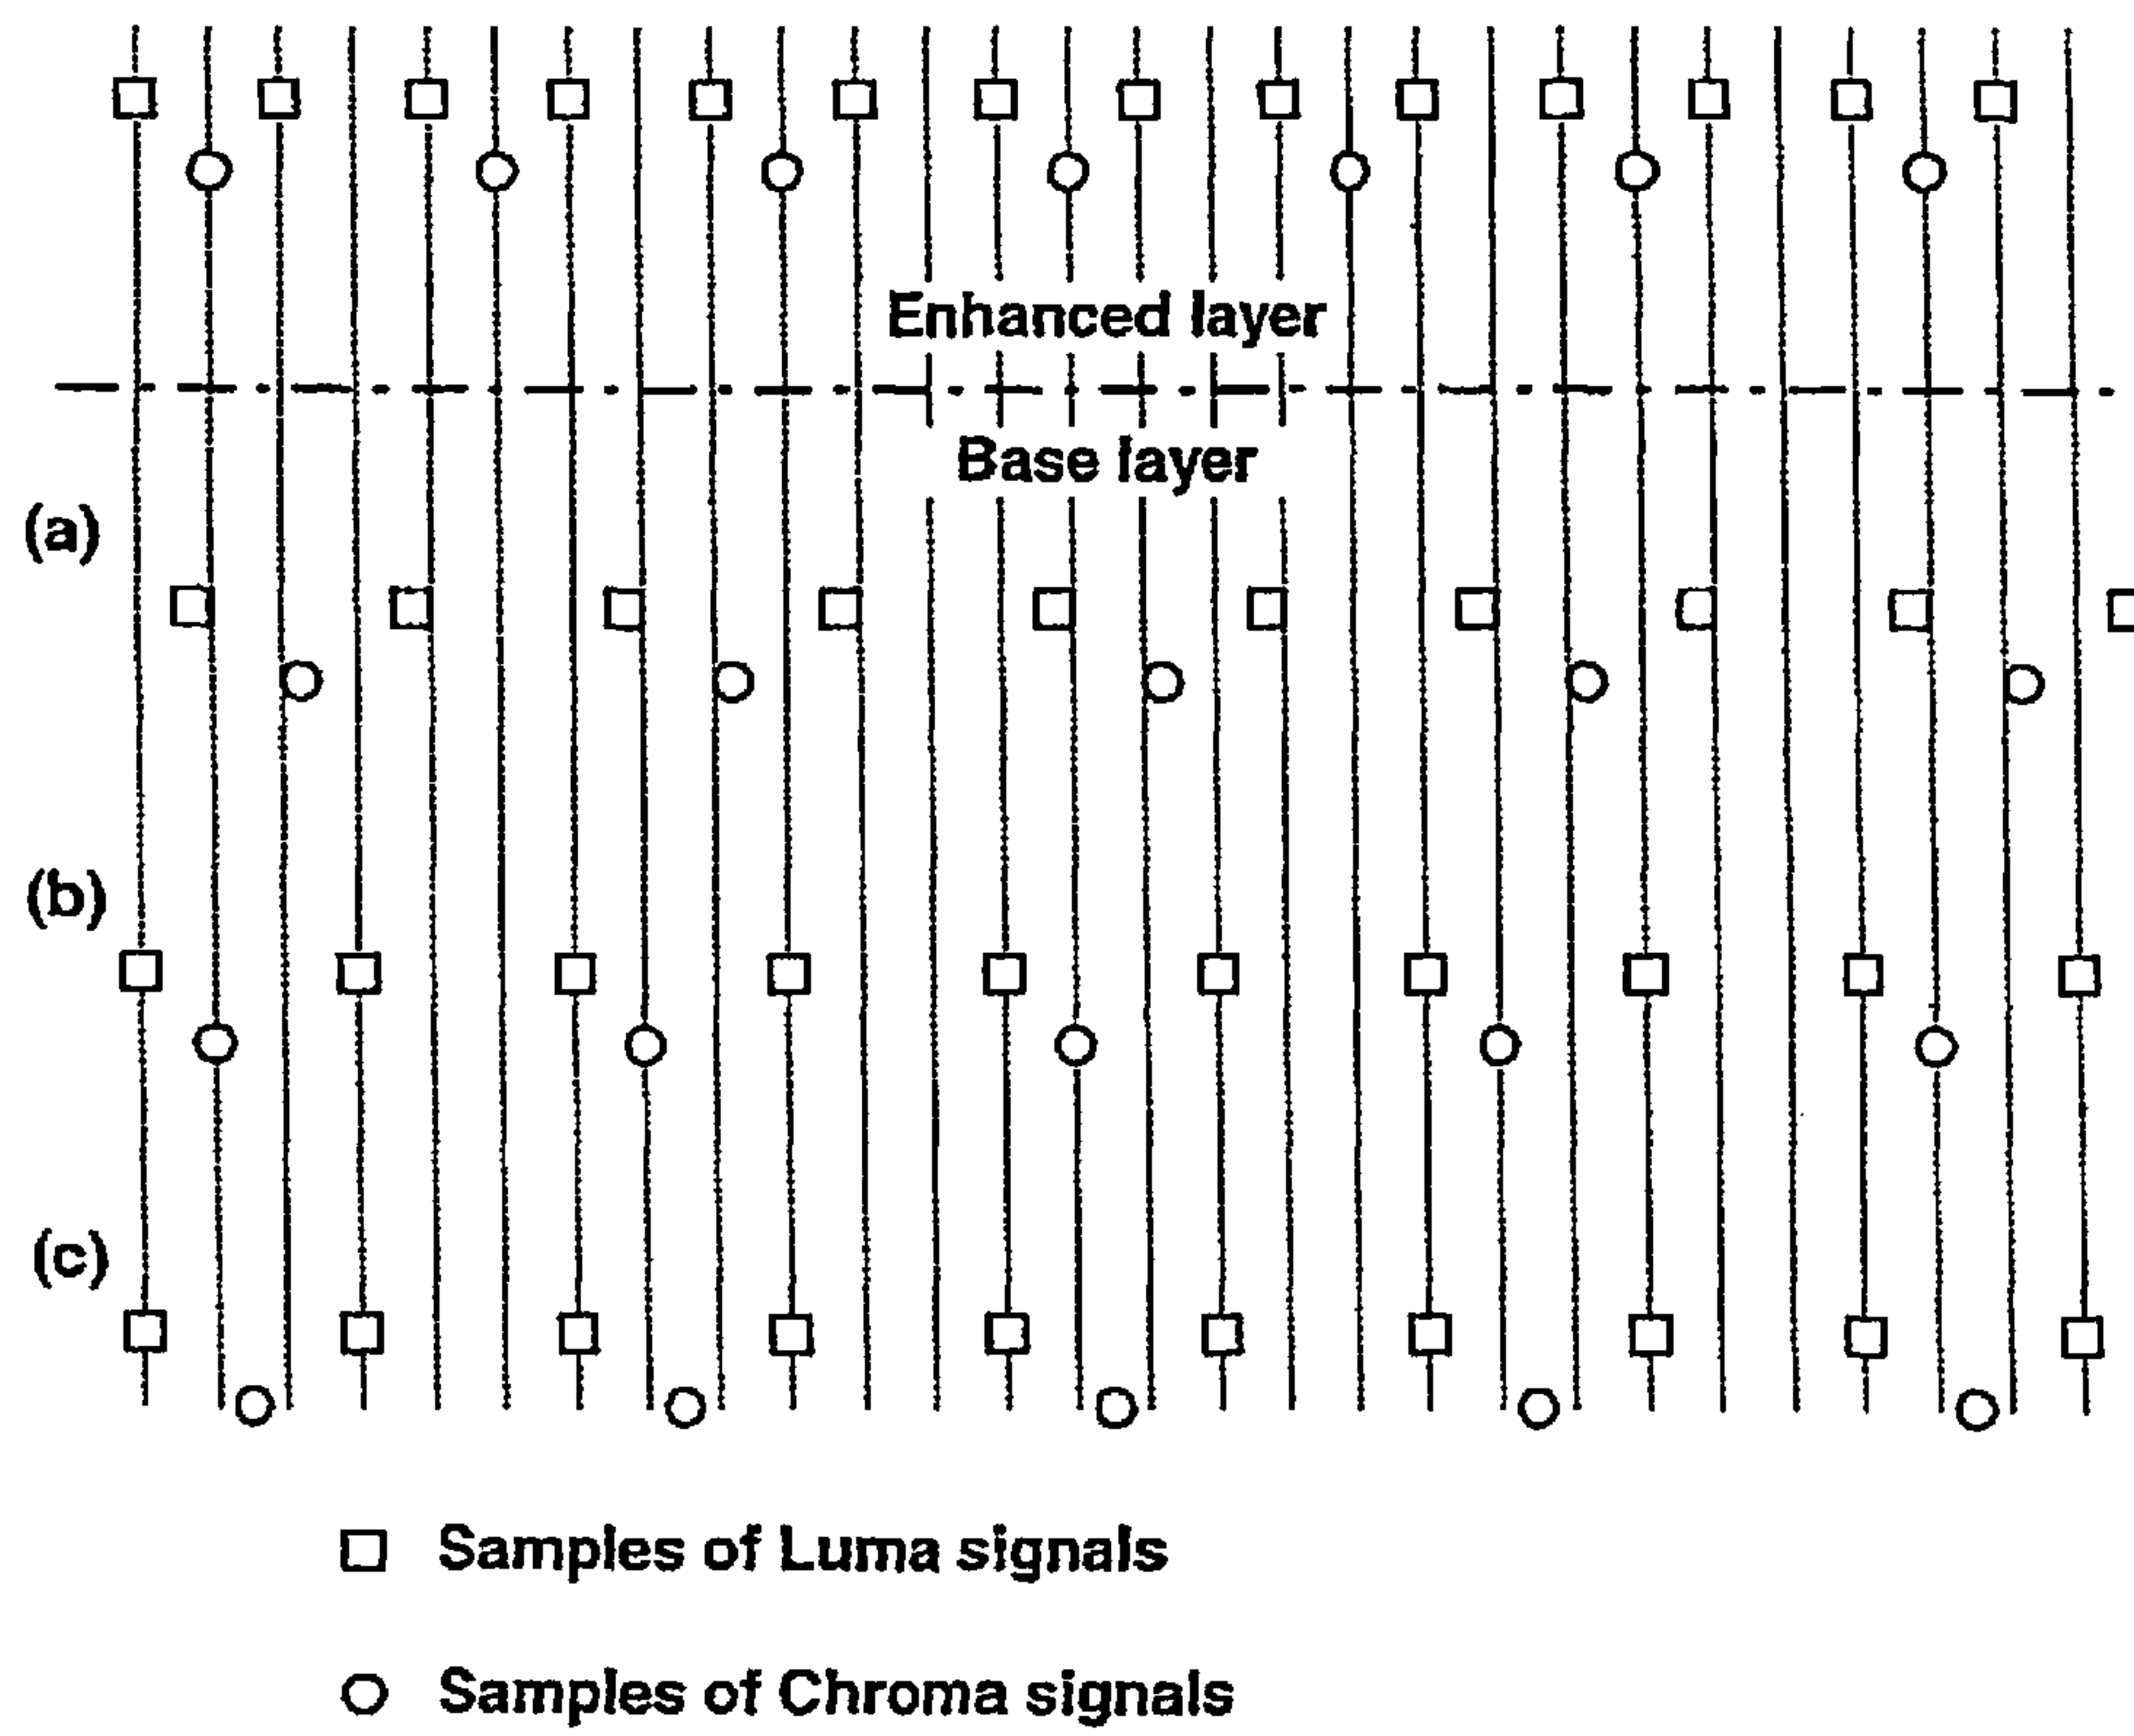 Enhanced layer
Base layer
(a)
(b)
(c)
Samples of Luma signals
Samples of Chroma signals